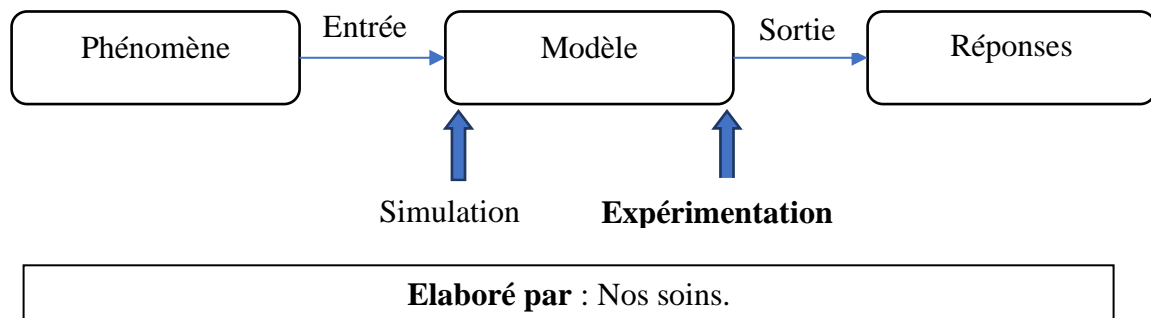 Phénomène
Entrée
Modèle
Sortie
Réponses
Simulation
Expérimentation
Elaboré par : Nos soins.